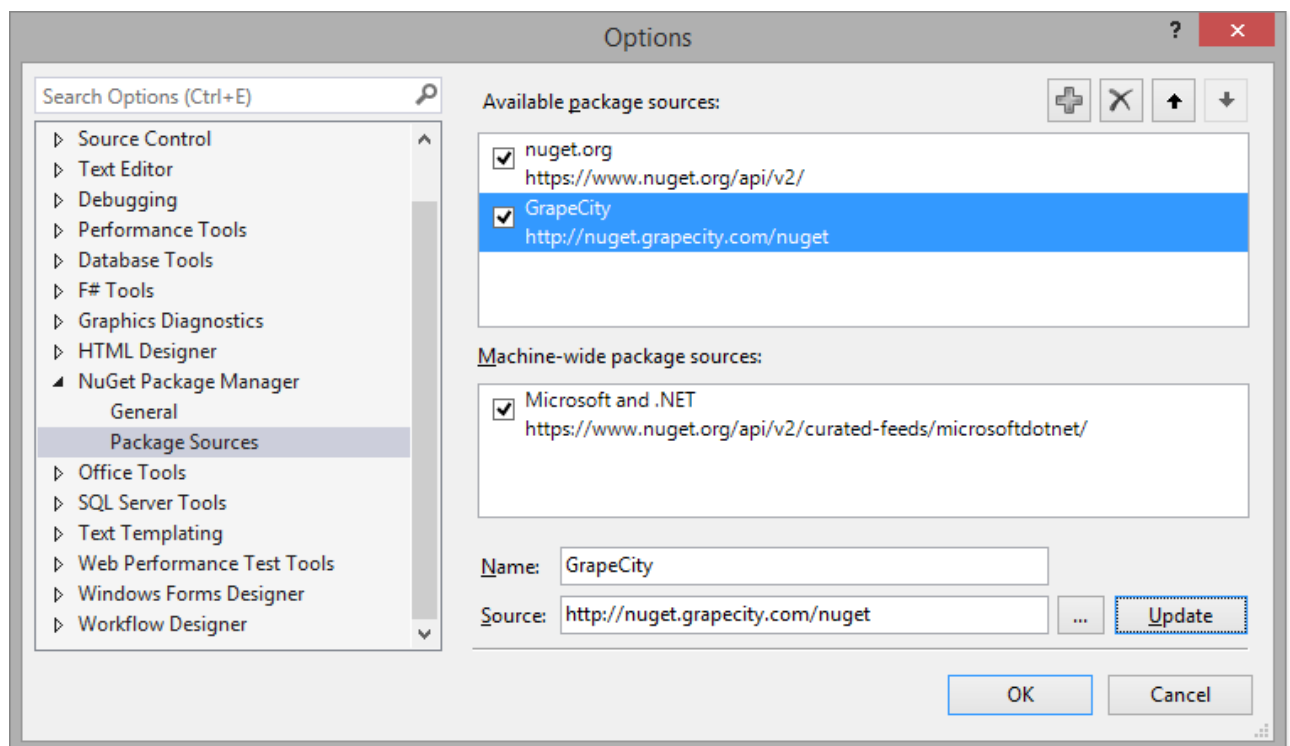 Options
?
Search Options (Ctrl+E)
Source Control
Text Editor
Debugging
Performance Tools
Database Tools
F# Tools
Graphics Diagnostics
HTML Designer
NuGet Package Manager
General
Package Sources
Office Tools
SQL Server Tools
Text Templating
Web Performance Test Tools
Windows Forms Designer
Workflow Designer
Available package sources:
nuget.org
https://www.nuget.org/api/v2/
GrapeCity
http://nuget.grapecity.com/nuget
Machine-wide package sources:
Microsoft and .NET
https://www.nuget.org/api/v2/curated-feeds/microsoftdotnet/
Name: GrapeCity
Source: http://nuget.grapecity.com/nuget ... Update
OK Cancel